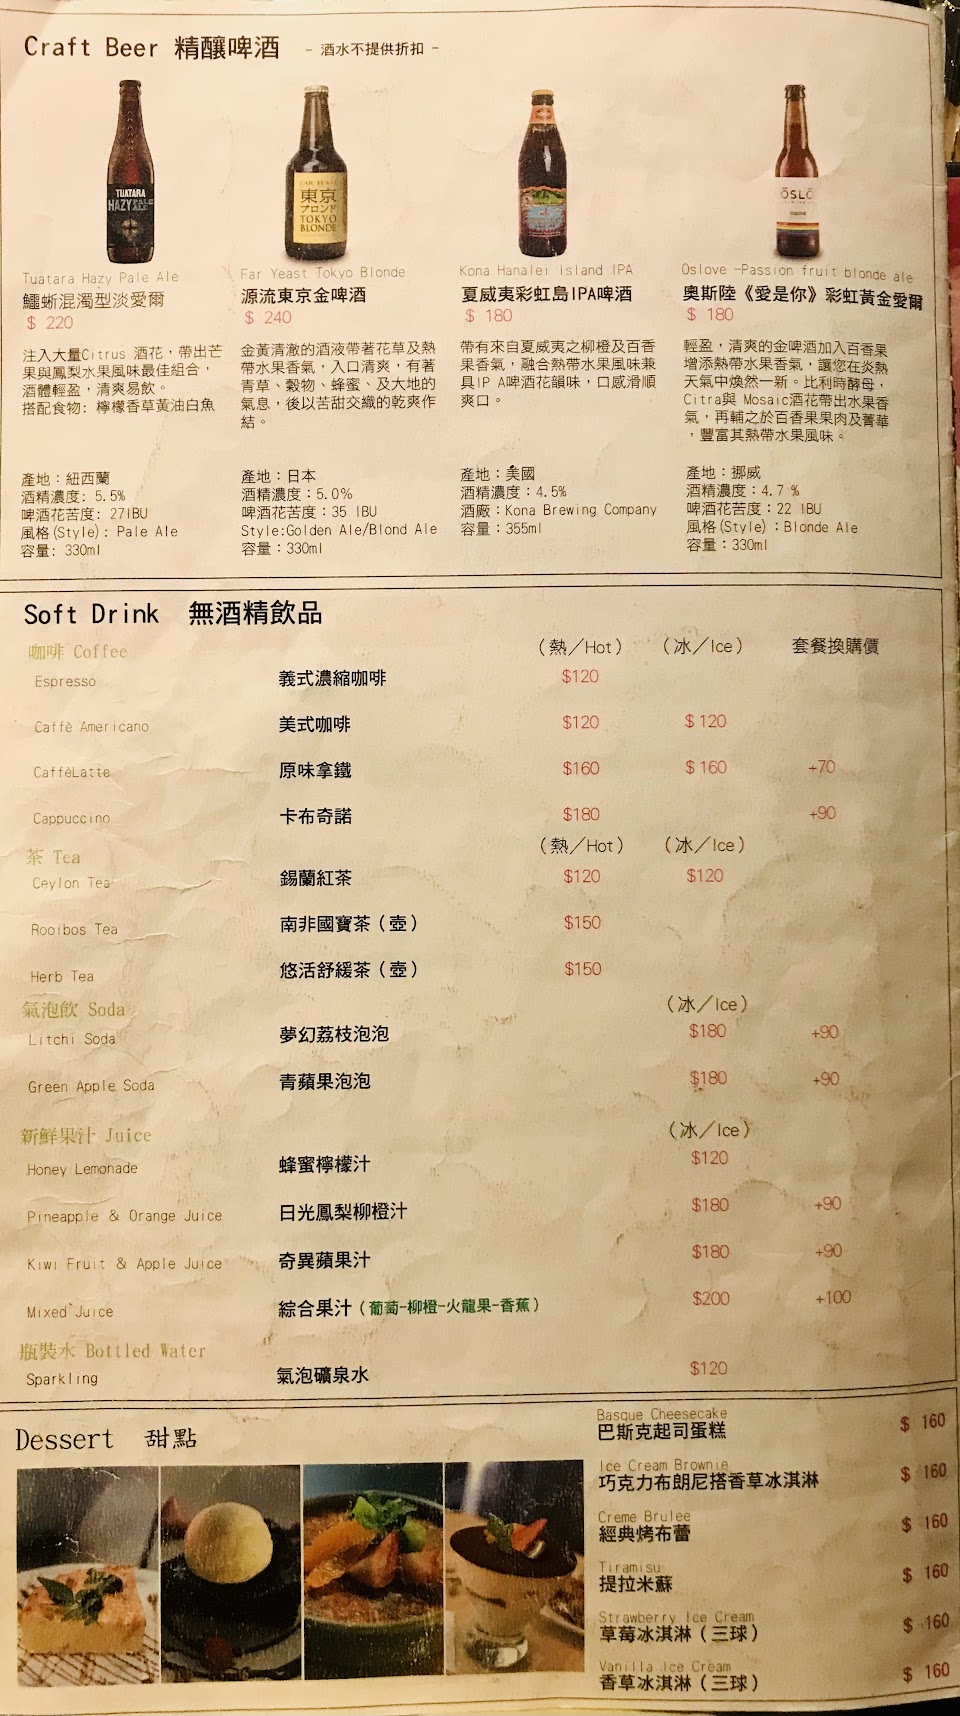 Craft Beer 精釀啤酒 - 酒水不提供折扣 -
TUATARA
HAZY PALE ALE
FAR YEAST
東京
ブロンド
TOKYO
BLONDE
ÖSLÖ
Tuatara Hazy Pale Ale
鱷蜥混濁型淡愛爾
$ 220
注入大量Citrus 酒花，帶出芒
果與鳳梨水果風味最佳組合，
酒體輕盈，清爽易飲。
搭配食物: 檸檬香草黃油白魚
產地：紐西蘭
酒精濃度: 5.5%
啤酒花苦度: 27IBU
風格(Style): Pale Ale
容量: 330ml
Far Yeast Tokyo Blonde
源流東京金啤酒
$ 240
金黃清澈的酒液帶著花草及熱
帶水果香氣，入口清爽，有著
青草、穀物、蜂蜜、及大地的
氣息，後以苦甜交織的乾爽作
結。
產地：日本
酒精濃度：5.0%
啤酒花苦度：35 IBU
Style:Golden Ale/Blond Ale
容量：330ml
Kona Hanalei island IPA
夏威夷彩虹島IPA啤酒
$ 180
帶有來自夏威夷之柳橙及百香
果香氣，融合熱帶水果風味兼
具IP A啤酒花韻味，口感滑順
爽口。
產地：美國
酒精濃度：4.5%
酒廠：Kona Brewing Company
容量：355ml
Oslove -Passion fruit blonde ale
奧斯陸《愛是你》彩虹黃金愛爾
$ 180
輕盈，清爽的金啤酒加入百香果
增添熱帶水果香氣，讓您在炎熱
天氣中煥然一新。比利時酵母，
Citra與 Mosaic酒花帶出水果香
氣，再輔之於百香果果肉及菁華
，豐富其熱帶水果風味。
產地：挪威
酒精濃度：4.7 %
啤酒花苦度：22 IBU
風格(Style)：Blonde Ale
容量：330ml
Soft Drink 無酒精飲品
咖啡 Coffee （熱／Hot） （冰／Ice） 套餐換購價
Espresso 義式濃縮咖啡 $120
Caffè Americano 美式咖啡 $120 $ 120
CaffèLatte 原味拿鐵 $160 $ 160 +70
Cappuccino 卡布奇諾 $180 +90
茶 Tea （熱／Hot） （冰／Ice）
Ceylon Tea 錫蘭紅茶 $120 $120
Rooibos Tea 南非國寶茶（壺） $150
Herb Tea 悠活舒緩茶（壺） $150
氣泡飲 Soda （冰／Ice）
Litchi Soda 夢幻荔枝泡泡 $180 +90
Green Apple Soda 青蘋果泡泡 $180 +90
新鮮果汁 Juice （冰／Ice）
Honey Lemonade 蜂蜜檸檬汁 $120
Pineapple & Orange Juice 日光鳳梨柳橙汁 $180 +90
Kiwi Fruit & Apple Juice 奇異蘋果汁 $180 +90
Mixed Juice 綜合果汁（葡萄-柳橙-火龍果-香蕉） $200 +100
瓶裝水 Bottled Water
Sparkling 氣泡礦泉水 $120
Dessert 甜點
Basque Cheesecake
巴斯克起司蛋糕 $ 160
Ice Cream Brownie
巧克力布朗尼搭香草冰淇淋 $ 160
Creme Brulee
經典烤布蕾 $ 160
Tiramisu
提拉米蘇 $ 160
Strawberry Ice Cream
草莓冰淇淋（三球） $ 160
Vanilla Ice Cream
香草冰淇淋（三球） $ 160